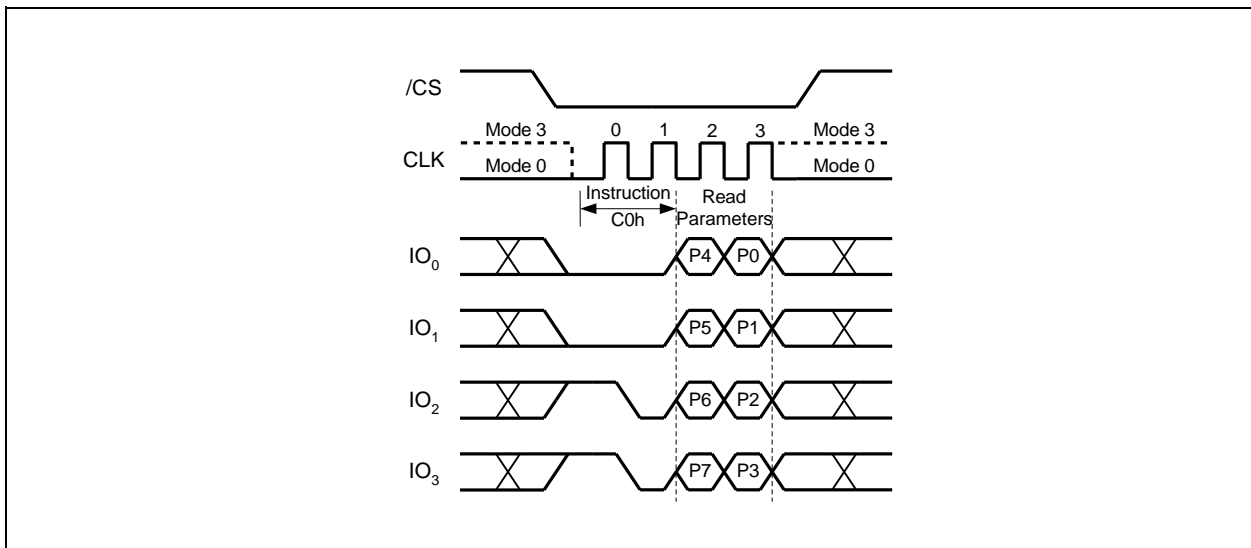 /CS
Mode 3 0 1 2 3 Mode 3
CLK
Mode 0 Mode 0
Instruction Read
C0h Parameters
IO0 P4 P0
IO1 P5 P1
IO2 P6 P2
IO3 P7 P3